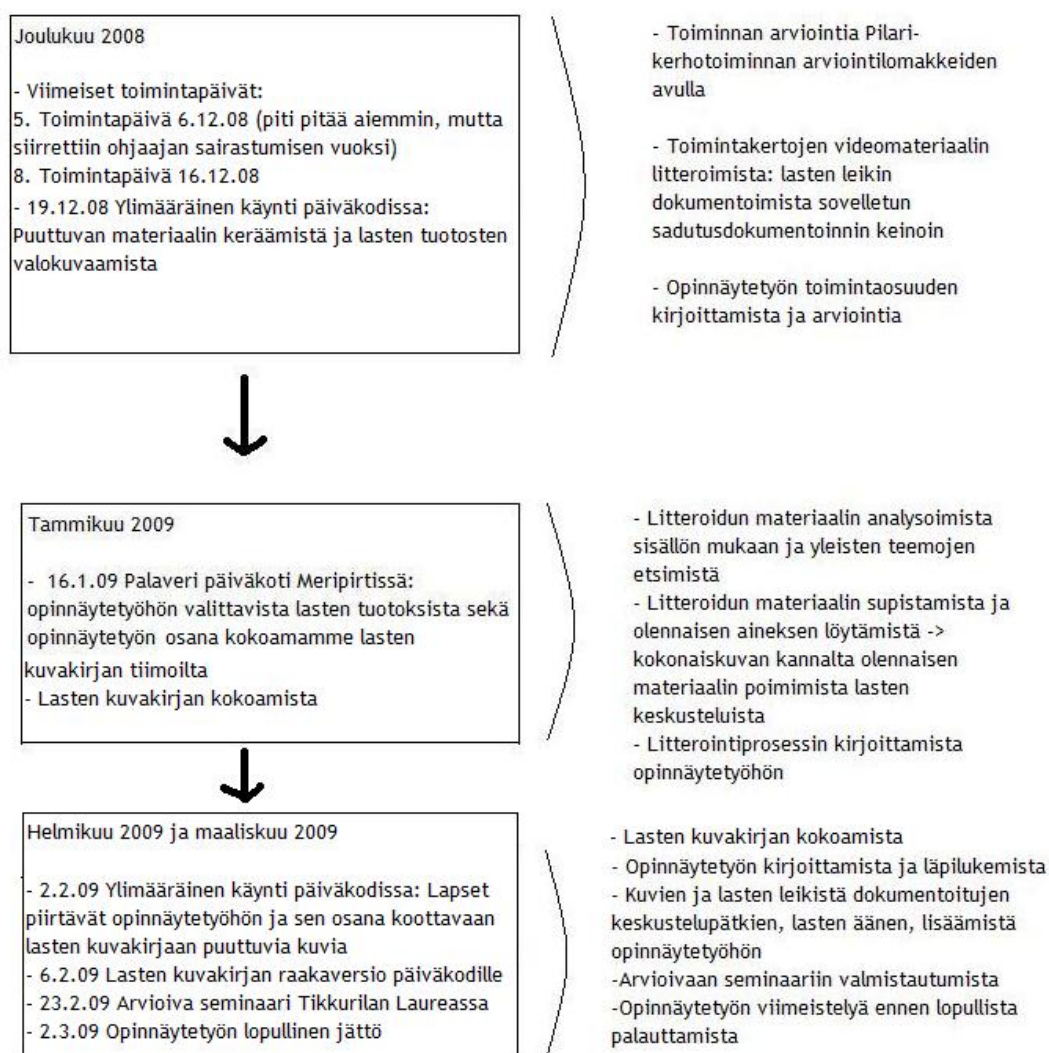 Joulukuu 2008
- Viimeiset toimintapäivät:
5. Toimintapäivä 6.12.08 (piti pitää aiemmin, mutta
siirrettiin ohjaajan sairastumisen vuoksi)
8. Toimintapäivä 16.12.08
- 19.12.08 Ylimääräinen käynti päiväkodissa:
Puuttuvan materiaalin keräämistä ja lasten tuotosten
valokuvaamista
- Toiminnan arviointia Pilari-
kerhotoiminnan arviointilomakkeiden
avulla
- Toimintakertojen videomateriaalin
litteroimista: lasten leikin
dokumentoimista sovelletun
sadutusdokumentoinnin keinoin
- Opinnäytetyön toimintaosuuden
kirjoittamista ja arviointia
Tammikuu 2009
- 16.1.09 Palaveri päiväkoti Meripirtissä:
opinnäytetyöhön valittavista lasten tuotoksista sekä
opinnäytetyön osana kokoamamme lasten
kuvakirjan tiimoilta
- Lasten kuvakirjan kokoamista
- Litteroidun materiaalin analysoimista
sisällön mukaan ja yleisten teemojen
etsimistä
- Litteroidun materiaalin supistamista ja
olennaisen aineksen löytämistä ->
kokonaiskuvan kannalta olennaisen
materiaalin poimimista lasten
keskusteluista
- Litterointiprosessin kirjoittamista
opinnäytetyöhön
Helmikuu 2009 ja maaliskuu 2009
- 2.2.09 Ylimääräinen käynti päiväkodissa: Lapset
piirtävät opinnäytetyöhön ja sen osana koottavaan
lasten kuvakirjaan puuttuvia kuvia
- 6.2.09 Lasten kuvakirjan raakaversio päiväkodille
- 23.2.09 Arvioiva seminaari Tikkurilan Laureassa
- 2.3.09 Opinnäytetyön lopullinen jättö
- Lasten kuvakirjan kokoamista
- Opinnäytetyön kirjoittamista ja läpilukemista
- Kuvien ja lasten leikistä dokumentoitujen
keskustelupätkien, lasten äänen, lisäämistä
opinnäytetyöhön
-Arvioivaan seminaariin valmistautumista
-Opinnäytetyön viimeistelyä ennen lopullista
palauttamista